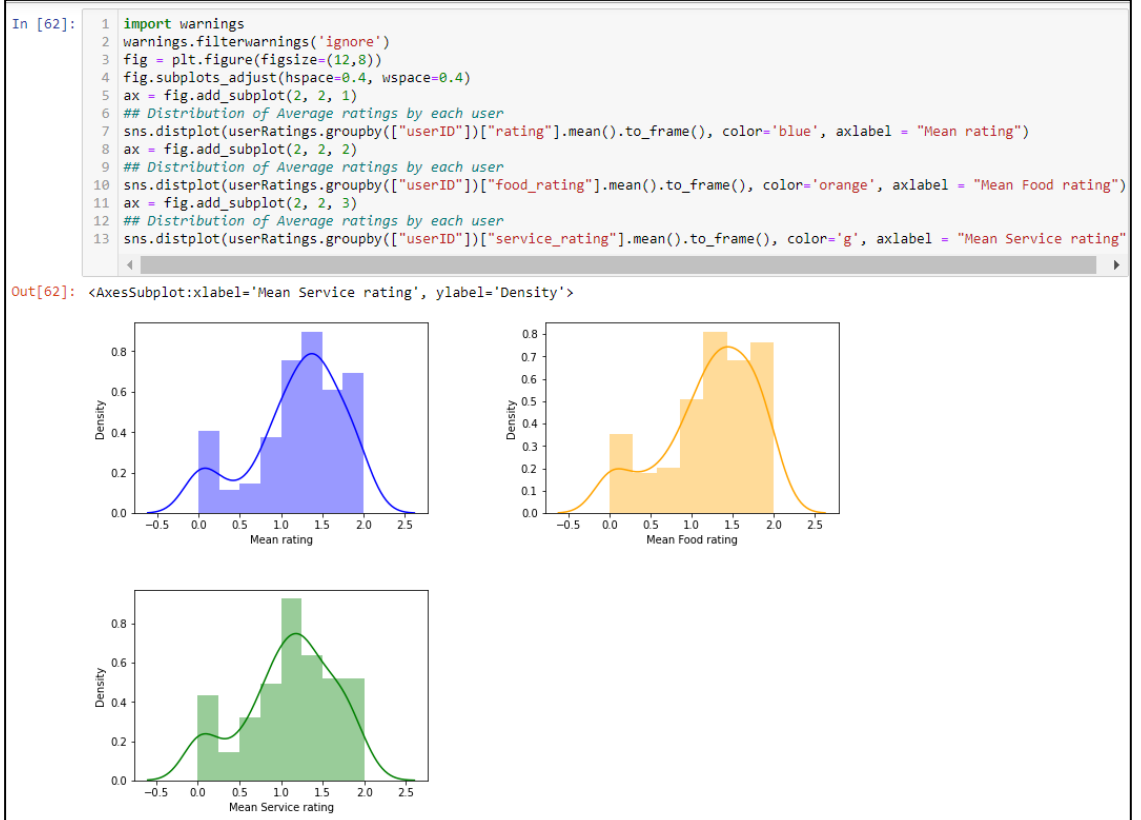 In [62]:
1 import warnings
2 warnings.filterwarnings('ignore')
3 fig = plt.figure(figsize=(12,8))
4 fig.subplots_adjust(hspace=0.4, wspace=0.4)
5 ax = fig.add_subplot(2, 2, 1)
6 ## Distribution of Average ratings by each user
7 sns.distplot(userRatings.groupby(["userID"])["rating"].mean().to_frame(), color='blue', axlabel = "Mean rating")
8 ax = fig.add_subplot(2, 2, 2)
9 ## Distribution of Average ratings by each user
10 sns.distplot(userRatings.groupby(["userID"])["food_rating"].mean().to_frame(), color='orange', axlabel = "Mean Food rating")
11 ax = fig.add_subplot(2, 2, 3)
12 ## Distribution of Average ratings by each user
13 sns.distplot(userRatings.groupby(["userID"])["service_rating"].mean().to_frame(), color='g', axlabel = "Mean Service rating"
Out[62]: <AxesSubplot:xlabel='Mean Service rating', ylabel='Density'>
0.8
0.6
0.4
0.2
0.0
Density
−0.5 0.0 0.5 1.0 1.5 2.0 2.5
Mean rating
0.8
0.7
0.6
0.5
0.4
0.3
0.2
0.1
0.0
Density
−0.5 0.0 0.5 1.0 1.5 2.0 2.5
Mean Food rating
0.8
0.6
0.4
0.2
0.0
Density
−0.5 0.0 0.5 1.0 1.5 2.0 2.5
Mean Service rating